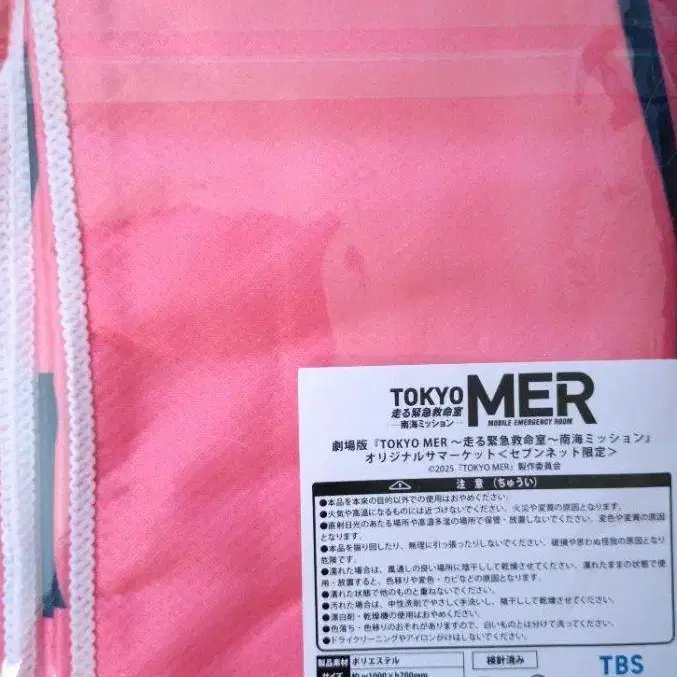 TOKYO MER
走る緊急救命室
南海ミッション
MOBILE EMERGENCY ROOM
劇場版『TOKYO MER ～走る緊急救命室～南海ミッション』
オリジナルサマーケット＜セブンネット限定＞
©2025『TOKYO MER』製作委員会
注 意 （ちゅうい）
●本品を本来の目的以外での使用はおやめください。
●火気や高温になるものには近づけないでください。火災や変質の原因となります。
●直射日光のあたる場所や高温多湿の場所で保管・放置しないでください。変色や変質の原因
となります。
●本品を振り回したり、無理に引っ張ったりしないでください。破損や思わぬ怪我の原因となり
危険です。
●濡れた場合は、風通しの良い場所に陰干しして乾燥させてください。濡れたままの状態で使
用・放置すると、色移りや変色・カビなどの原因となります。
●濡れた状態で他のものと重ねないでください。
●汚れた場合は、中性洗剤でやさしく手洗いし、陰干しして乾燥させてください。
●漂白剤・乾燥機の使用はおやめください。
●色落ち・色移りのおそれがありますので、白いものとは分けて洗ってください。
●ドライクリーニングやアイロンがけはしないでください。
製品素材 ポリエステル 検針済み TBS
サイズ 約 w1000×h700mm